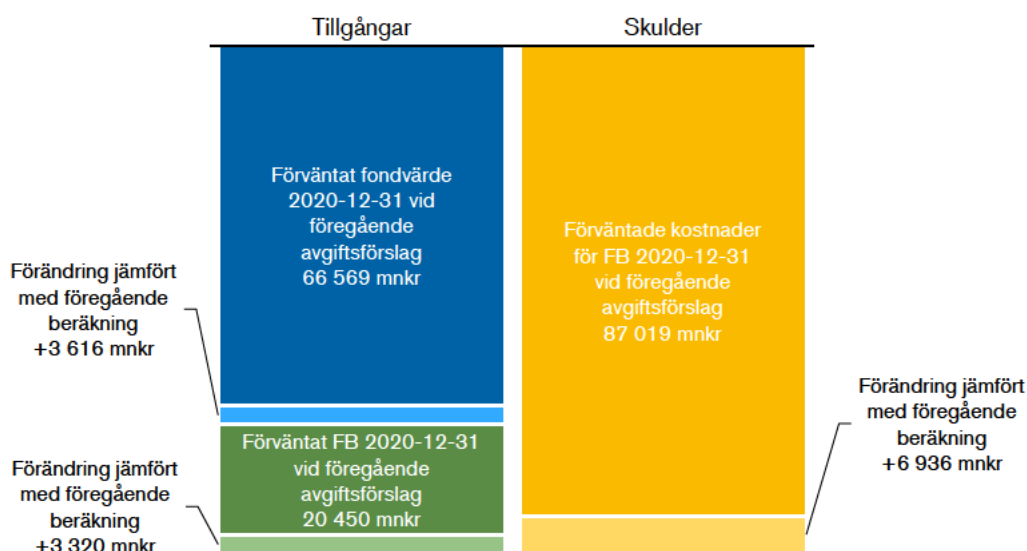 Tillgångar
Skulder
Förväntat fondvärde
2020-12-31 vid
föregående
avgiftsförslag
66 569 mnkr
Förväntade kostnader
för FB 2020-12-31
vid föregående
avgiftsförslag
87 019 mnkr
Förändring jämfört
med föregående
beräkning
+3 616 mnkr
Förväntat FB 2020-12-31
vid föregående
avgiftsförslag
20 450 mnkr
Förändring jämfört
med föregående
beräkning
+6 936 mnkr
Förändring jämfört
med föregående
beräkning
+3 320 mnkr